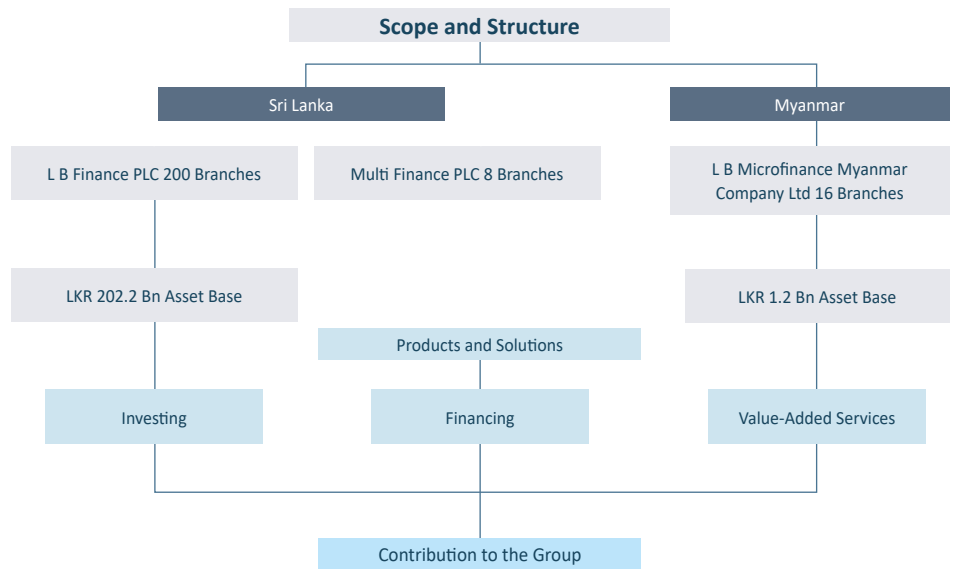 Scope and Structure
Sri Lanka
Myanmar
L B Finance PLC 200 Branches
Multi Finance PLC 8 Branches
L B Microfinance Myanmar
Company Ltd 16 Branches
LKR 202.2 Bn Asset Base
LKR 1.2 Bn Asset Base
Products and Solutions
Investing
Financing
Value-Added Services
Contribution to the Group